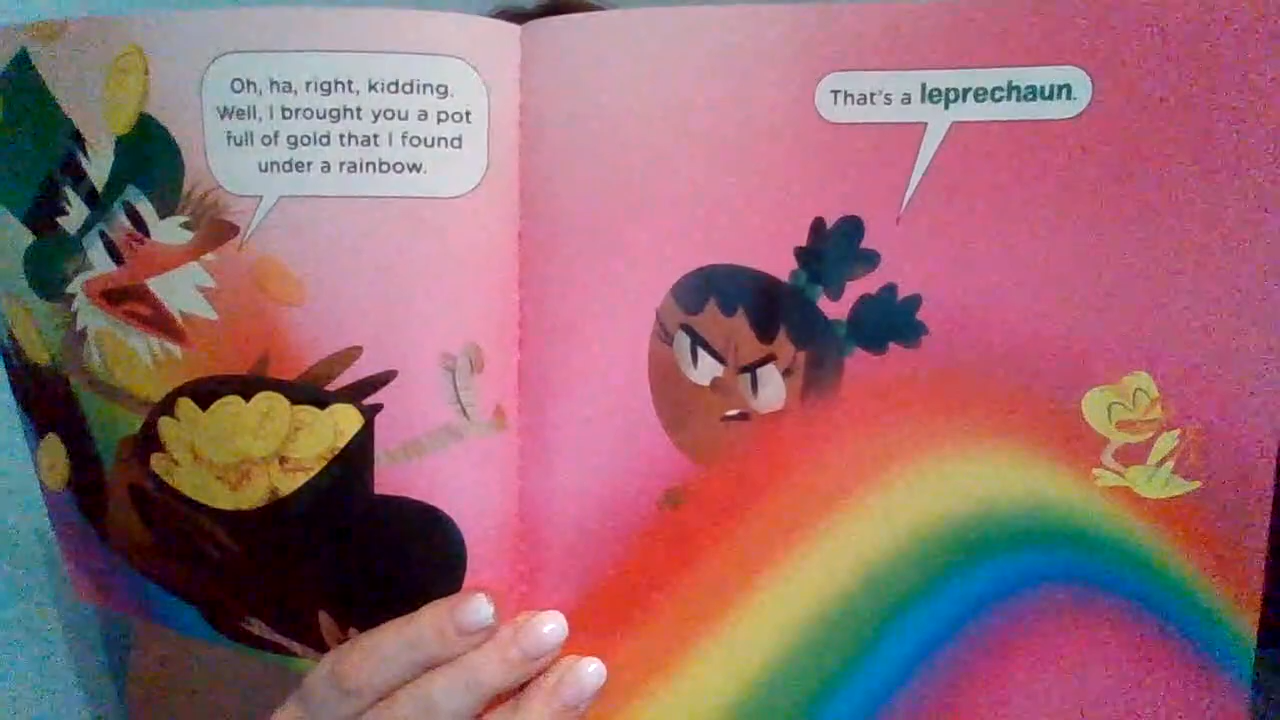 Oh, ha, right, kidding.
Well, I brought you a pot
full of gold that I found
under a rainbow.
That's a leprechaun.